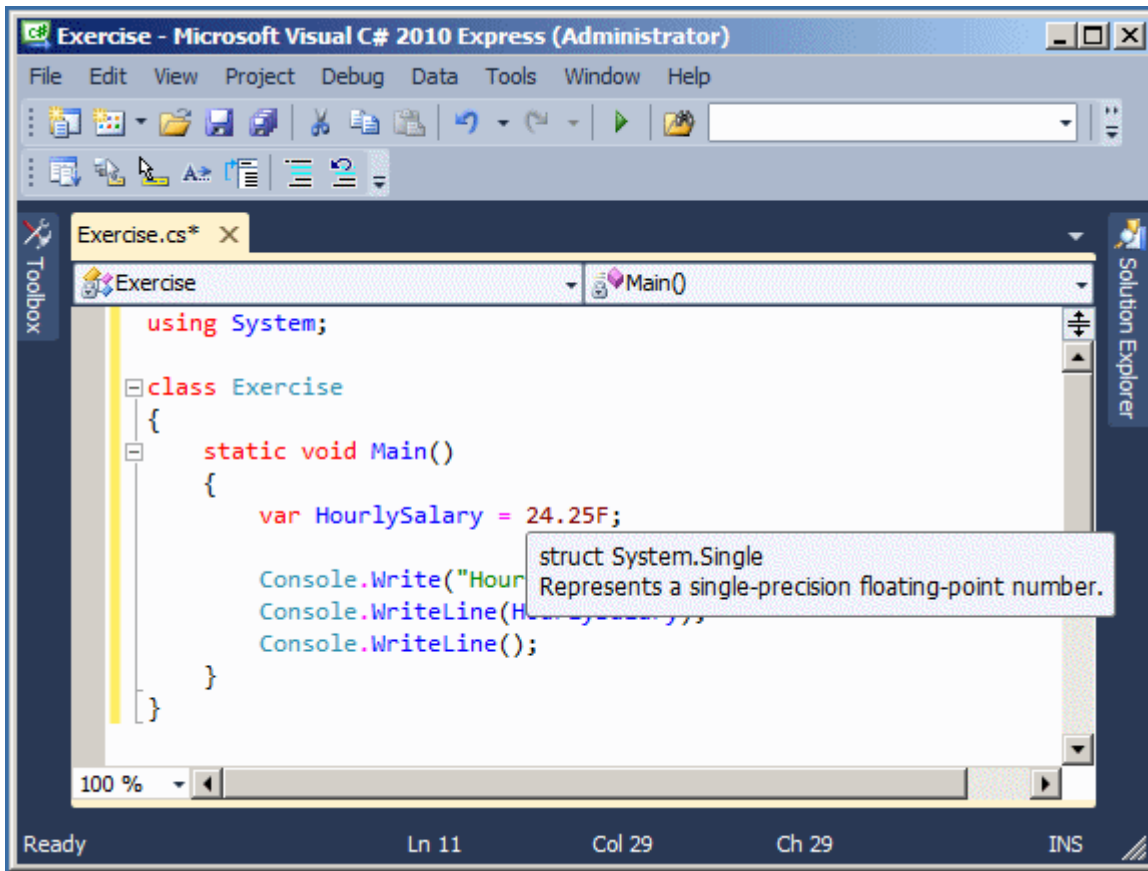 Exercise - Microsoft Visual C# 2010 Express (Administrator)
File Edit View Project Debug Data Tools Window Help
Toolbox
Exercise.cs*
Solution Explorer
Exercise
Main()
using System;
class Exercise
{
static void Main()
{
var HourlySalary = 24.25F;
struct System.Single
Represents a single-precision floating-point number.
Console.Write("Hour
Console.WriteLine(
Console.WriteLine();
}
}
100 %
Ready Ln 11 Col 29 Ch 29 INS